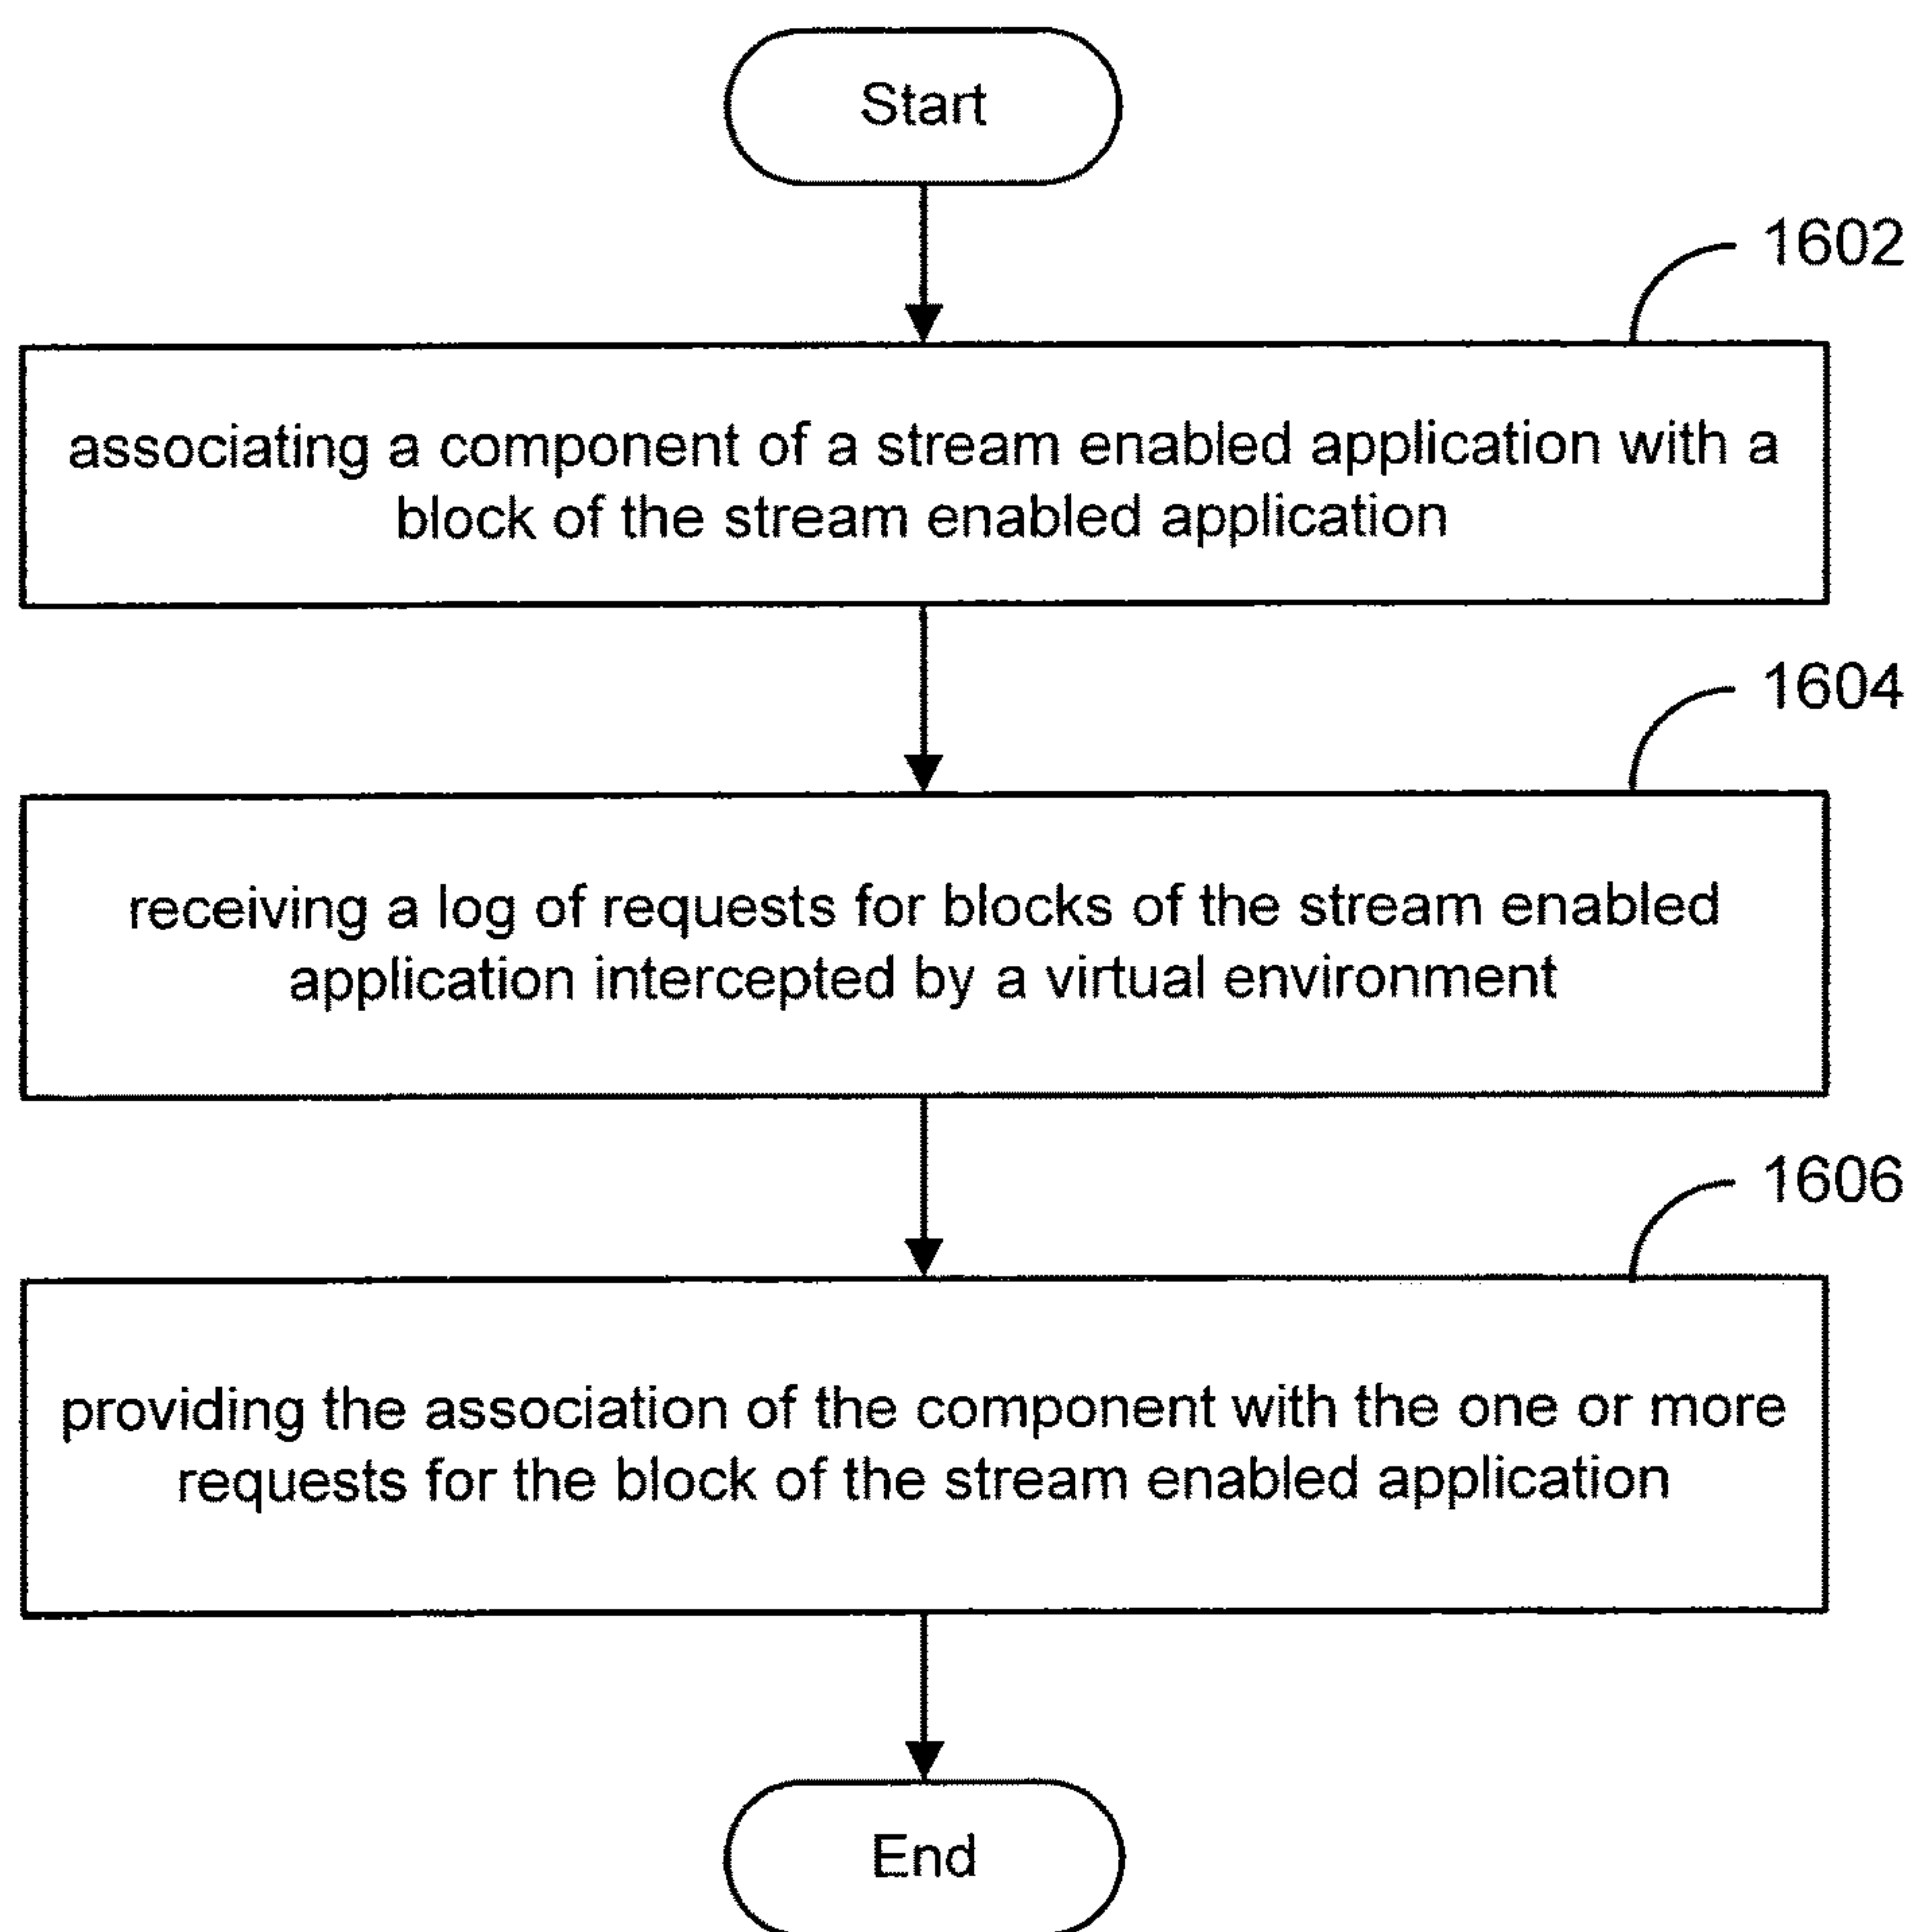 Start
1602
associating a component of a stream enabled application with a
block of the stream enabled application
1604
receiving a log of requests for blocks of the stream enabled
application intercepted by a virtual environment
1606
providing the association of the component with the one or more
requests for the block of the stream enabled application
End